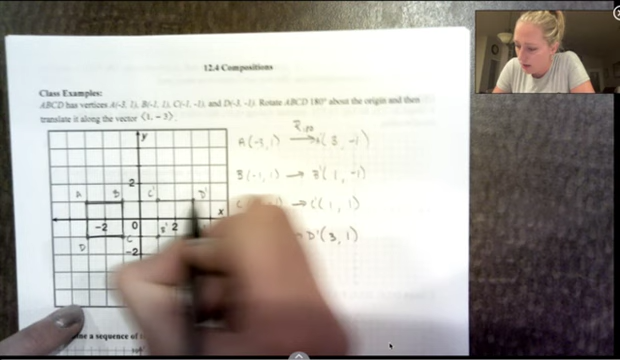 12.4 Compositions
Class Examples:
ABCD has vertices A(-3, 1), B(-1, 1), C(-1, -1), and D(-3, -1). Rotate ABCD 180° about the origin and then
translate it along the vector ⟨1, -3⟩.
A(-3,1) → A'(3,-1)
B(-1,1) → B'(1,-1)
→ C'(1,1)
D'(3,1)
y
2
A B C' D'
x
-2 0 B' 2
D C
-2
a sequence of